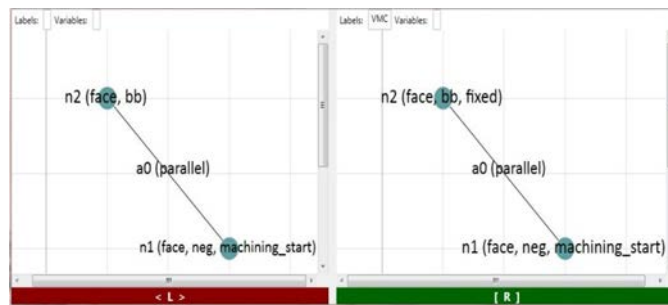 Labels: Variables:
n2 (face, bb)
a0 (parallel)
n1 (face, neg, machining_start)
< L >
Labels: VMC Variables:
n2 (face, bb, fixed)
a0 (parallel)
n1 (face, neg, machining_start)
[ R ]